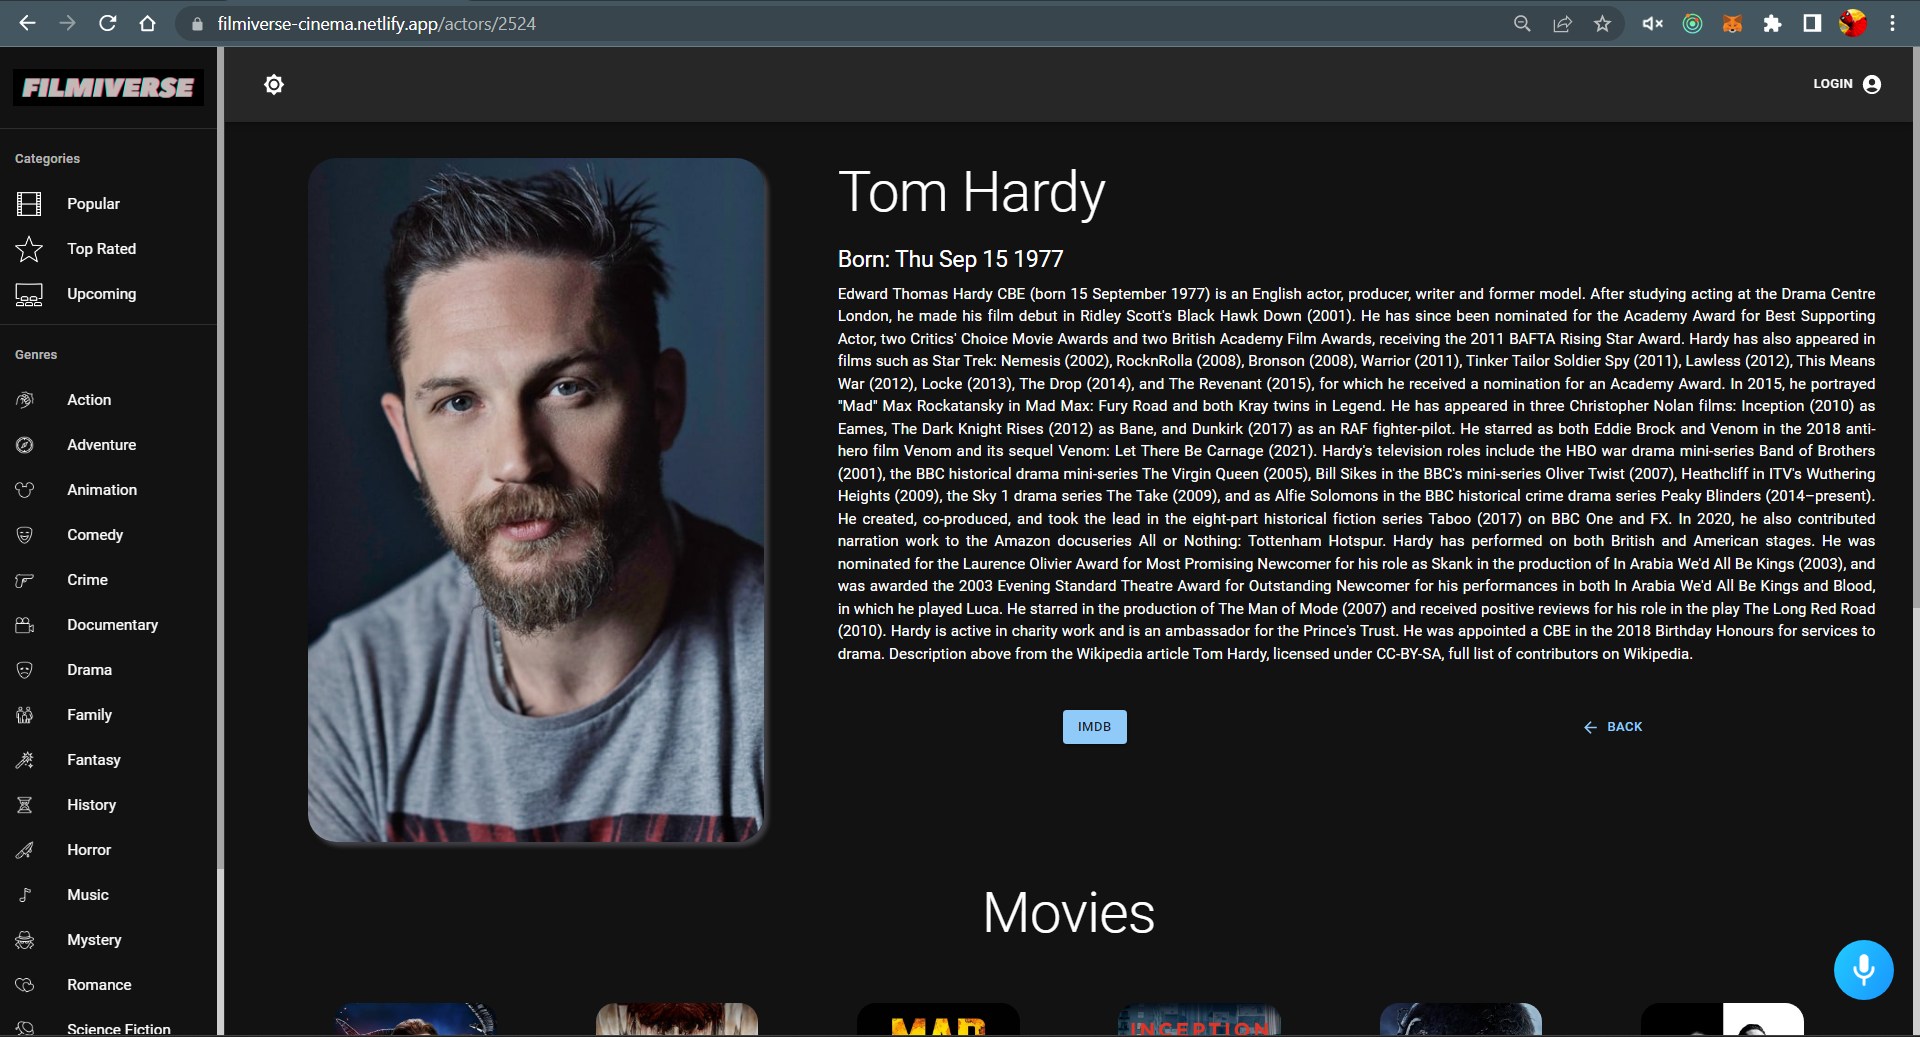 filmiverse-cinema.netlify.app/actors/2524
FILMIVERSE
LOGIN
Categories
Popular
Top Rated
Upcoming
Genres
Action
Adventure
Animation
Comedy
Crime
Documentary
Drama
Family
Fantasy
History
Horror
Music
Mystery
Romance
Science Fiction
Tom Hardy
Born: Thu Sep 15 1977
Edward Thomas Hardy CBE (born 15 September 1977) is an English actor, producer, writer and former model. After studying acting at the Drama Centre
London, he made his film debut in Ridley Scott's Black Hawk Down (2001). He has since been nominated for the Academy Award for Best Supporting
Actor, two Critics' Choice Movie Awards and two British Academy Film Awards, receiving the 2011 BAFTA Rising Star Award. Hardy has also appeared in
films such as Star Trek: Nemesis (2002), RocknRolla (2008), Bronson (2008), Warrior (2011), Tinker Tailor Soldier Spy (2011), Lawless (2012), This Means
War (2012), Locke (2013), The Drop (2014), and The Revenant (2015), for which he received a nomination for an Academy Award. In 2015, he portrayed
"Mad" Max Rockatansky in Mad Max: Fury Road and both Kray twins in Legend. He has appeared in three Christopher Nolan films: Inception (2010) as
Eames, The Dark Knight Rises (2012) as Bane, and Dunkirk (2017) as an RAF fighter-pilot. He starred as both Eddie Brock and Venom in the 2018 anti-
hero film Venom and its sequel Venom: Let There Be Carnage (2021). Hardy's television roles include the HBO war drama mini-series Band of Brothers
(2001), the BBC historical drama mini-series The Virgin Queen (2005), Bill Sikes in the BBC's mini-series Oliver Twist (2007), Heathcliff in ITV's Wuthering
Heights (2009), the Sky 1 drama series The Take (2009), and as Alfie Solomons in the BBC historical crime drama series Peaky Blinders (2014–present).
He created, co-produced, and took the lead in the eight-part historical fiction series Taboo (2017) on BBC One and FX. In 2020, he also contributed
narration work to the Amazon docuseries All or Nothing: Tottenham Hotspur. Hardy has performed on both British and American stages. He was
nominated for the Laurence Olivier Award for Most Promising Newcomer for his role as Skank in the production of In Arabia We'd All Be Kings (2003), and
was awarded the 2003 Evening Standard Theatre Award for Outstanding Newcomer for his performances in both In Arabia We'd All Be Kings and Blood,
in which he played Luca. He starred in the production of The Man of Mode (2007) and received positive reviews for his role in the play The Long Red Road
(2010). Hardy is active in charity work and is an ambassador for the Prince's Trust. He was appointed a CBE in the 2018 Birthday Honours for services to
drama. Description above from the Wikipedia article Tom Hardy, licensed under CC-BY-SA, full list of contributors on Wikipedia.
IMDB
BACK
Movies
MAD
INCEPTION